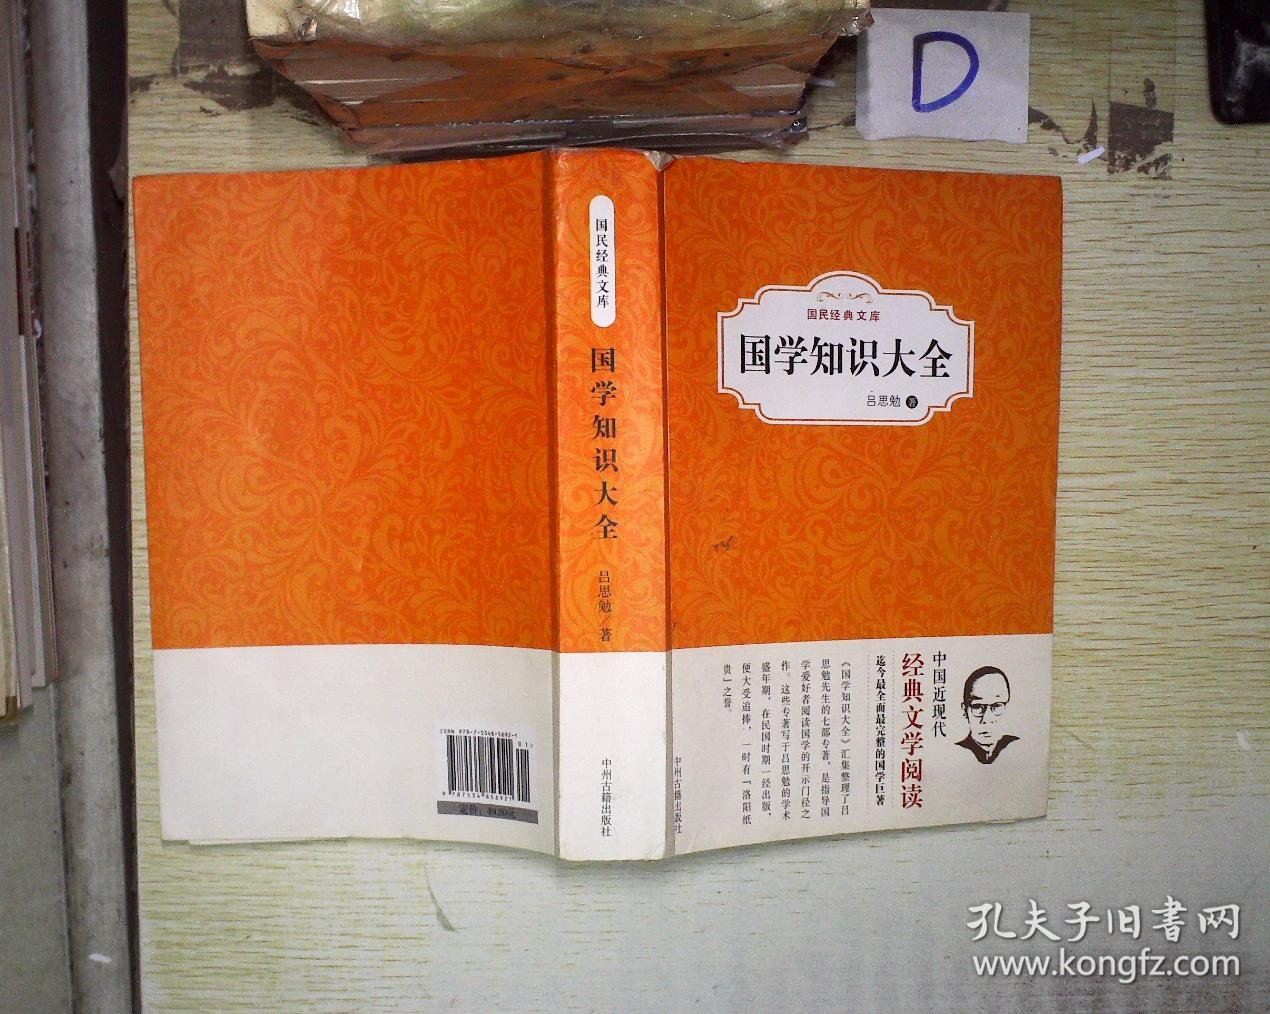 D
国民经典文库
国学知识大全
吕思勉 著
国民经典文库
国学知识大全
吕思勉/著
中州古籍出版社
中国近现代
经典文学阅读
迄今最全面最完整的国学巨著
《国学知识大全》汇集整理了吕
思勉先生的七部专著，是指导国
学爱好者阅读国学的开示门径之
作。这些专著写于吕思勉的学术
盛年期，在民国时期一经出版，
便大受追捧，一时有『洛阳纸
贵』之誉。
中州古籍出版社
ISBN 978-7-5348-5692-1
01>
9787534856921
孔夫子旧书网
www.kongfz.com